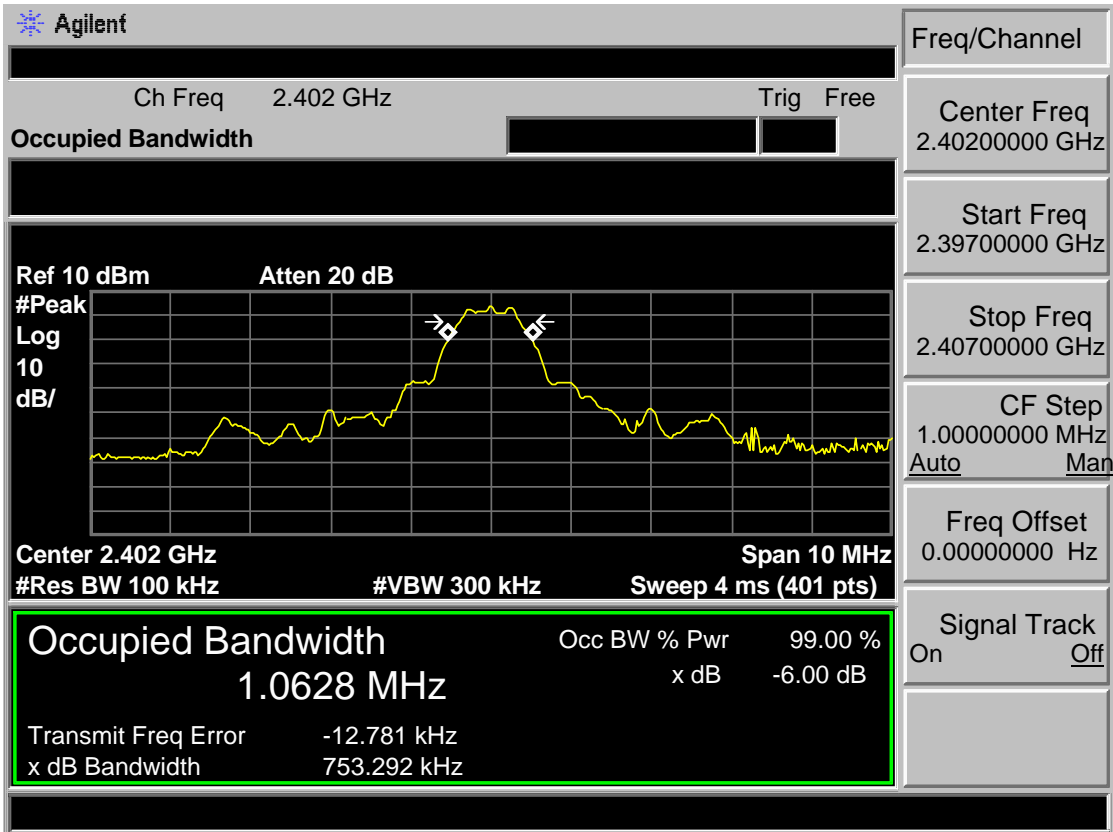 Agilent
Freq/Channel
Ch Freq 2.402 GHz Trig Free
Occupied Bandwidth
Center Freq
2.40200000 GHz
Start Freq
2.39700000 GHz
Ref 10 dBm Atten 20 dB
#Peak
Log
10
dB/
Stop Freq
2.40700000 GHz
CF Step
1.00000000 MHz
Auto Man
Center 2.402 GHz Span 10 MHz
#Res BW 100 kHz #VBW 300 kHz Sweep 4 ms (401 pts)
Freq Offset
0.00000000 Hz
Occupied Bandwidth
1.0628 MHz
Occ BW % Pwr 99.00 %
x dB -6.00 dB
Transmit Freq Error -12.781 kHz
x dB Bandwidth 753.292 kHz
Signal Track
On Off